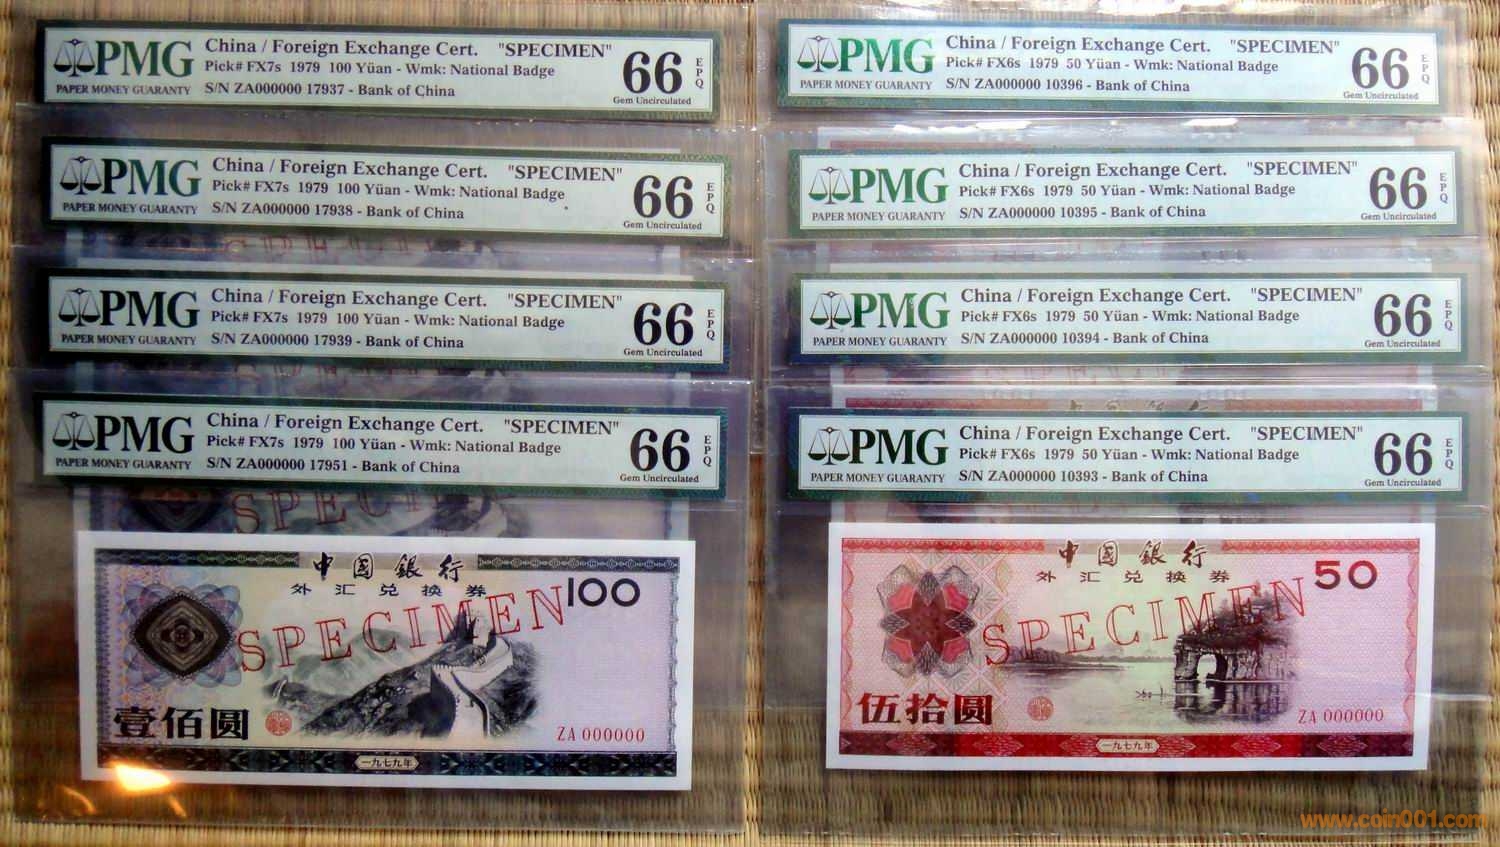 PMG
PAPER MONEY GUARANTY
China / Foreign Exchange Cert. "SPECIMEN"
Pick# FX7s 1979 100 Yüan - Wmk: National Badge
S/N ZA000000 17937 - Bank of China
66 EPQ
Gem Uncirculated
PMG
PAPER MONEY GUARANTY
China / Foreign Exchange Cert. "SPECIMEN"
Pick# FX7s 1979 100 Yüan - Wmk: National Badge
S/N ZA000000 17938 - Bank of China
66 EPQ
Gem Uncirculated
PMG
PAPER MONEY GUARANTY
China / Foreign Exchange Cert. "SPECIMEN"
Pick# FX7s 1979 100 Yüan - Wmk: National Badge
S/N ZA000000 17939 - Bank of China
66 EPQ
Gem Uncirculated
PMG
PAPER MONEY GUARANTY
China / Foreign Exchange Cert. "SPECIMEN"
Pick# FX7s 1979 100 Yüan - Wmk: National Badge
S/N ZA000000 17951 - Bank of China
66 EPQ
Gem Uncirculated
SPECIMEN
中国银行
外汇兑换券
100
SPECIMEN
壹佰圆
ZA 000000
一九七九年
PMG
PAPER MONEY GUARANTY
China / Foreign Exchange Cert. "SPECIMEN"
Pick# FX6s 1979 50 Yüan - Wmk: National Badge
S/N ZA000000 10396 - Bank of China
66 EPQ
Gem Uncirculated
PMG
PAPER MONEY GUARANTY
China / Foreign Exchange Cert. "SPECIMEN"
Pick# FX6s 1979 50 Yüan - Wmk: National Badge
S/N ZA000000 10395 - Bank of China
66 EPQ
Gem Uncirculated
PMG
PAPER MONEY GUARANTY
China / Foreign Exchange Cert. "SPECIMEN"
Pick# FX6s 1979 50 Yüan - Wmk: National Badge
S/N ZA000000 10394 - Bank of China
66 EPQ
Gem Uncirculated
PMG
PAPER MONEY GUARANTY
China / Foreign Exchange Cert. "SPECIMEN"
Pick# FX6s 1979 50 Yüan - Wmk: National Badge
S/N ZA000000 10393 - Bank of China
66 EPQ
Gem Uncirculated
中国银行
外汇兑换券
50
SPECIMEN
伍拾圆
ZA 000000
一九七九年
www.coin001.com